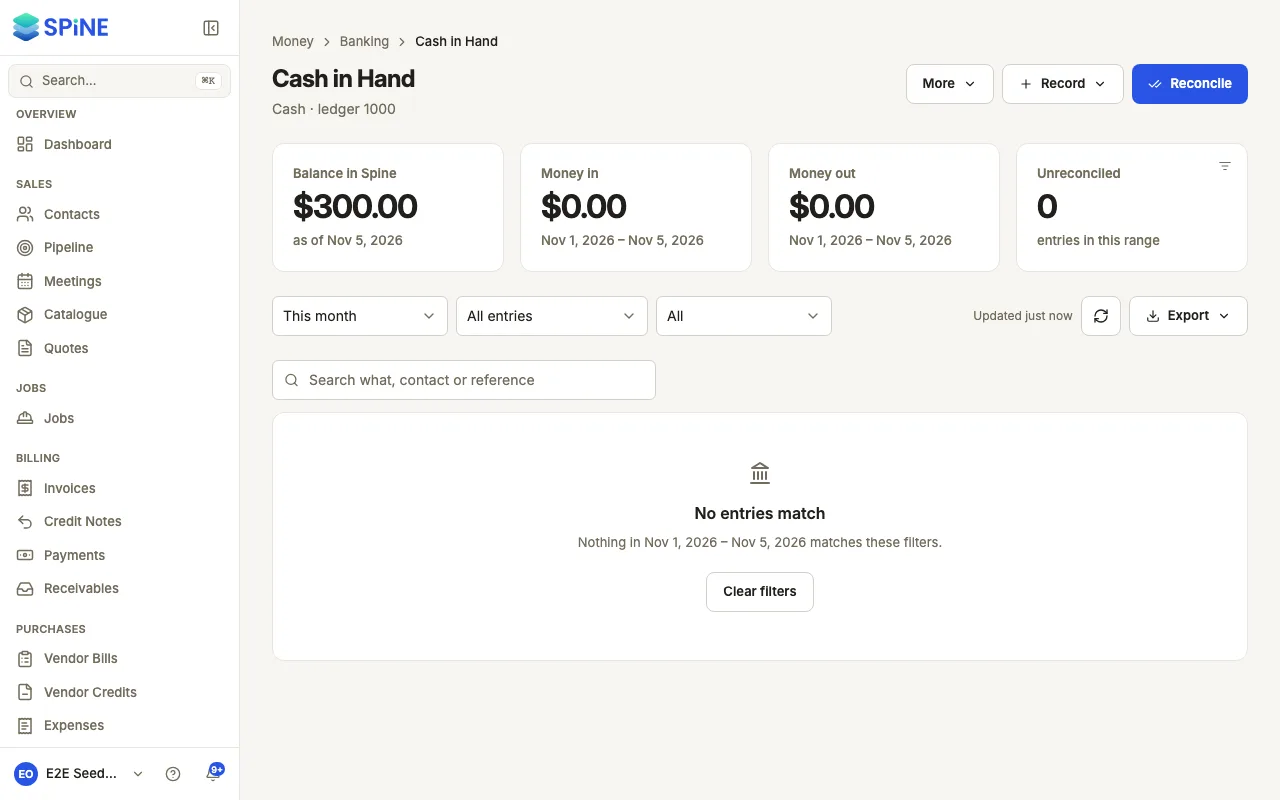 SPiNE
Search...
⌘K
OVERVIEW
Dashboard
SALES
Contacts
Pipeline
Meetings
Catalogue
Quotes
JOBS
Jobs
BILLING
Invoices
Credit Notes
Payments
Receivables
PURCHASES
Vendor Bills
Vendor Credits
Expenses
EO
E2E Seed...
9+
Money > Banking > Cash in Hand
Cash in Hand
Cash · ledger 1000
More
Record
Reconcile
Balance in Spine
$300.00
as of Nov 5, 2026
Money in
$0.00
Nov 1, 2026 – Nov 5, 2026
Money out
$0.00
Nov 1, 2026 – Nov 5, 2026
Unreconciled
0
entries in this range
This month
All entries
All
Updated just now
Export
Search what, contact or reference
No entries match
Nothing in Nov 1, 2026 – Nov 5, 2026 matches these filters.
Clear filters